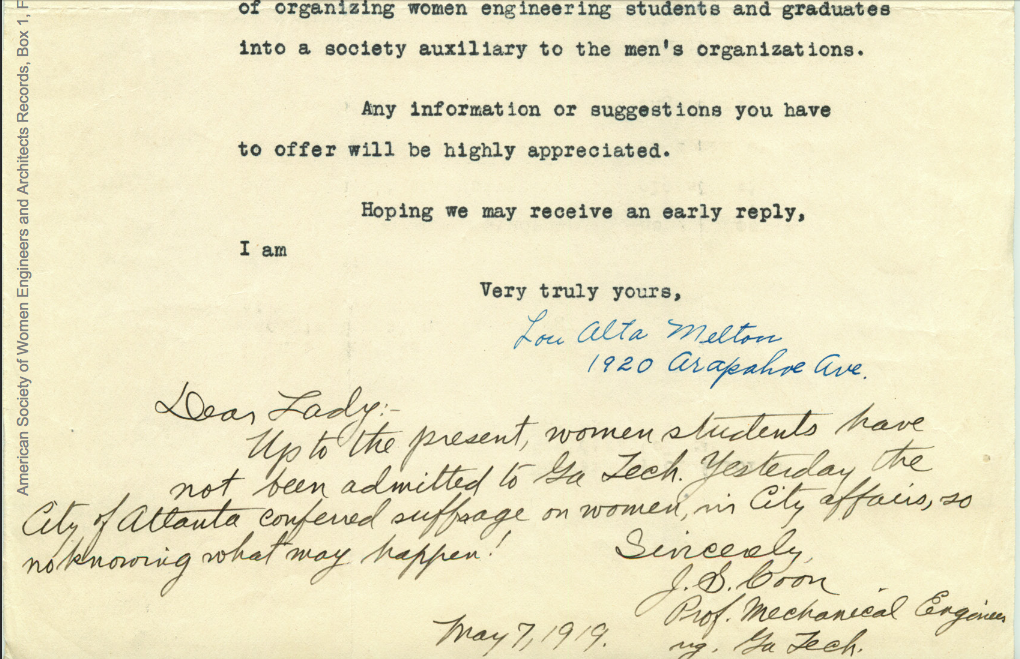 American Society of Women Engineers and Architects Records, Box 1, F
of organizing women engineering students and graduates
into a society auxiliary to the men's organizations.
Any information or suggestions you have
to offer will be highly appreciated.
Hoping we may receive an early reply,
I am
Very truly yours,
Lou Alta Melton
1920 Arapahoe Ave.
Dear Lady:-
Up to the present, women students have
not been admitted to Ga Tech. Yesterday the
City of Atlanta conferred suffrage on women, in City affairs, so
no knowing what may happen!
Sincerely,
J. S. Coon
Prof. Mechanical Engineer
ng. Ga Tech.
May 7, 1919.